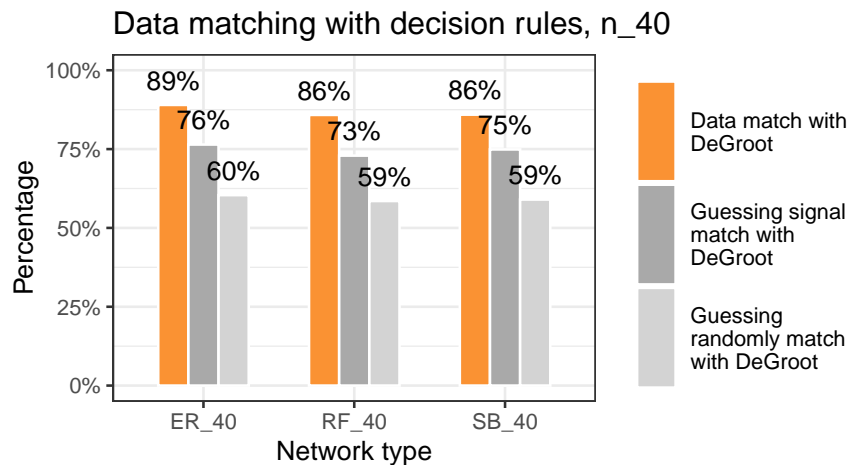 Data matching with decision rules, n_40
100%
75%
50%
25%
0%
Percentage
89%
76%
60%
86%
73%
59%
86%
75%
59%
ER_40
RF_40
SB_40
Network type
Data match with
DeGroot
Guessing signal
match with
DeGroot
Guessing
randomly match
with DeGroot